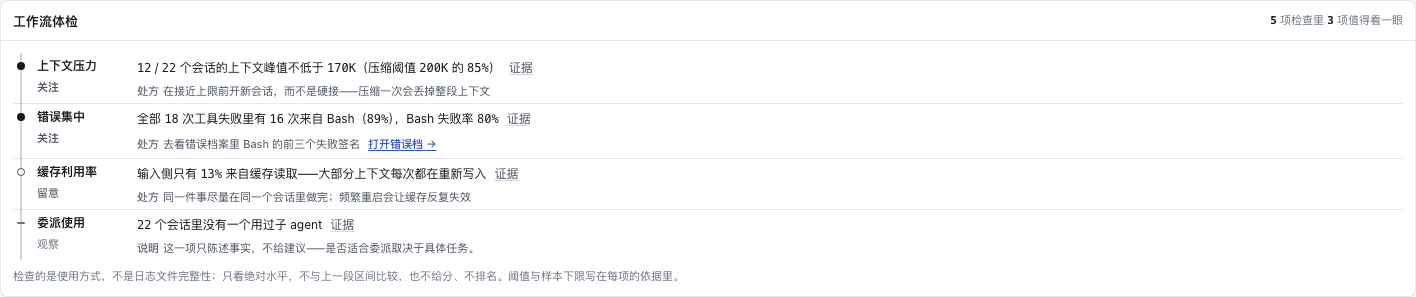 工作流体检
5 项检查里 3 项值得看一眼
上下文压力
12 / 22 个会话的上下文峰值不低于 170K（压缩阈值 200K 的 85%） 证据
关注
处方 在接近上限前开新会话，而不是硬接——压缩一次会丢掉整段上下文
错误集中
全部 18 次工具失败里有 16 次来自 Bash（89%），Bash 失败率 80% 证据
关注
处方 去看错误档案里 Bash 的前三个失败签名 打开错误档 →
缓存利用率
输入侧只有 13% 来自缓存读取——大部分上下文每次都在重新写入 证据
留意
处方 同一件事尽量在同一个会话里做完；频繁重启会让缓存反复失效
委派使用
22 个会话里没有一个用过子 agent 证据
观察
说明 这一项只陈述事实，不给建议——是否适合委派取决于具体任务。
检查的是使用方式，不是日志文件完整性；只看绝对水平，不与上一段区间比较，也不给分、不排名。阈值与样本下限写在每项的依据里。